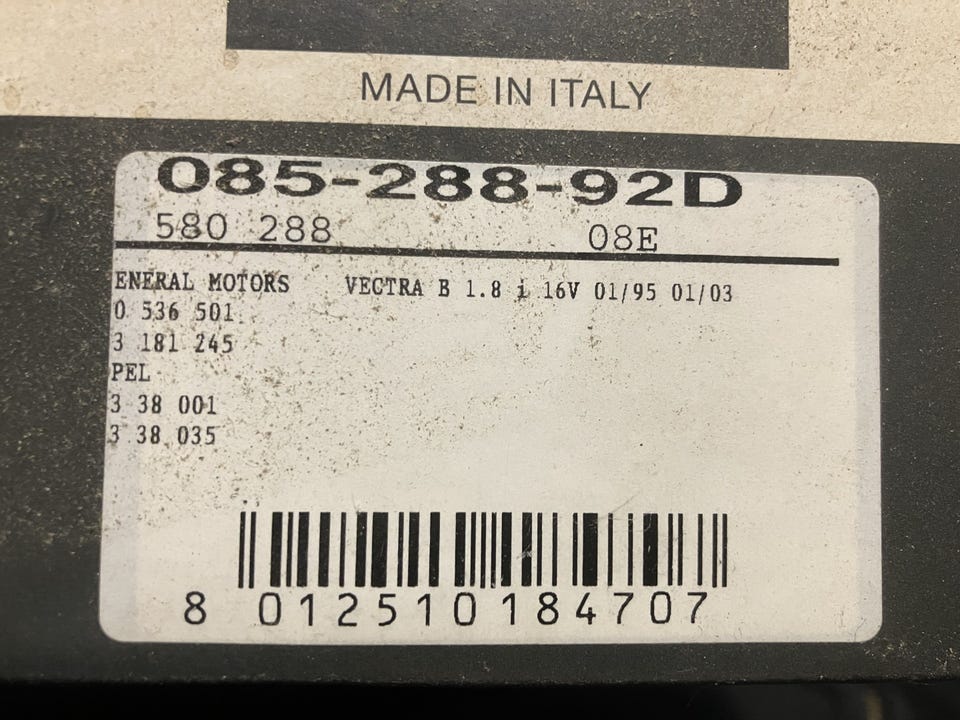 MADE IN ITALY
085-288-92D
580 288 08E
ENERAL MOTORS VECTRA B 1.8 i 16V 01/95 01/03
0 536 501
3 181 245
PEL
3 38 001
3 38 035
8 012510 184707